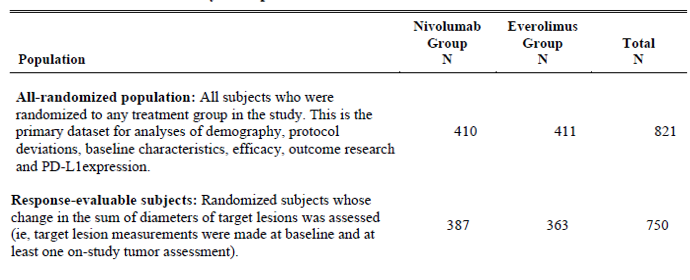 Nivolumab Everolimus
Group Group Total
Population N N N
All-randomized population: All subjects who were
randomized to any treatment group in the study. This is the
primary dataset for analyses of demography, protocol 410 411 821
deviations, baseline characteristics, efficacy, outcome research
and PD-L1expression.
Response-evaluable subjects: Randomized subjects whose
change in the sum of diameters of target lesions was assessed
(ie, target lesion measurements were made at baseline and at 387 363 750
least one on-study tumor assessment).